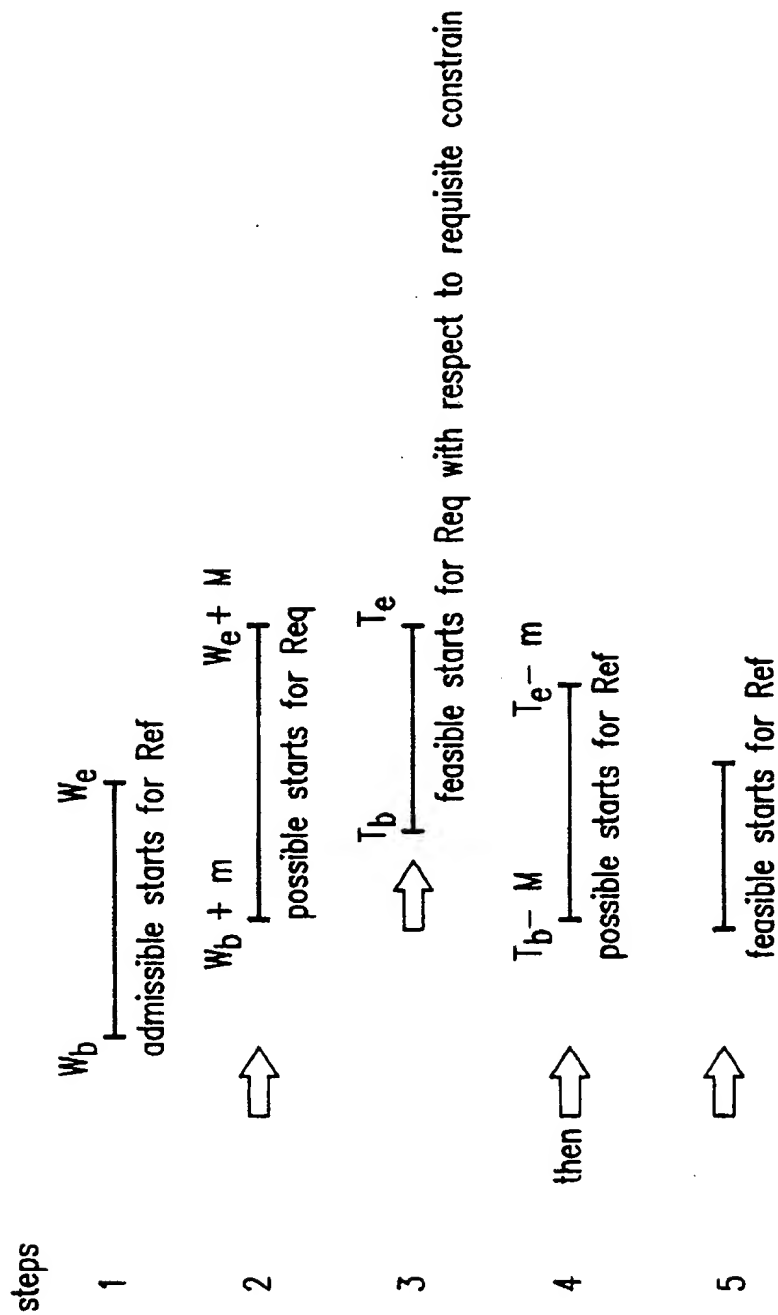 steps
1
W_b W_e
admissible starts for Ref
2
W_b + m W_e + M
possible starts for Req
3
T_b T_e
feasible starts for Req with respect to requisite constrain
4
then
T_b − M T_e − m
possible starts for Ref
5
feasible starts for Ref